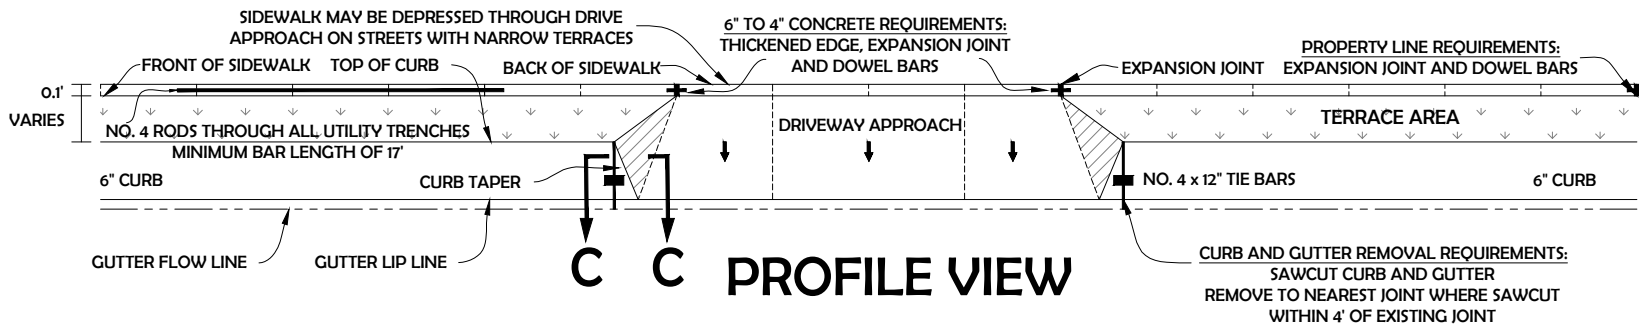 SIDEWALK MAY BE DEPRESSED THROUGH DRIVE
APPROACH ON STREETS WITH NARROW TERRACES
6" TO 4" CONCRETE REQUIREMENTS:
THICKENED EDGE, EXPANSION JOINT
AND DOWEL BARS
PROPERTY LINE REQUIREMENTS:
EXPANSION JOINT AND DOWEL BARS
FRONT OF SIDEWALK
TOP OF CURB
BACK OF SIDEWALK
EXPANSION JOINT
0.1'
VARIES
NO. 4 RODS THROUGH ALL UTILITY TRENCHES
MINIMUM BAR LENGTH OF 17'
DRIVEWAY APPROACH
TERRACE AREA
6" CURB
CURB TAPER
NO. 4 x 12" TIE BARS
6" CURB
GUTTER FLOW LINE
GUTTER LIP LINE
C
C
PROFILE VIEW
CURB AND GUTTER REMOVAL REQUIREMENTS:
SAWCUT CURB AND GUTTER
REMOVE TO NEAREST JOINT WHERE SAWCUT
WITHIN 4' OF EXISTING JOINT